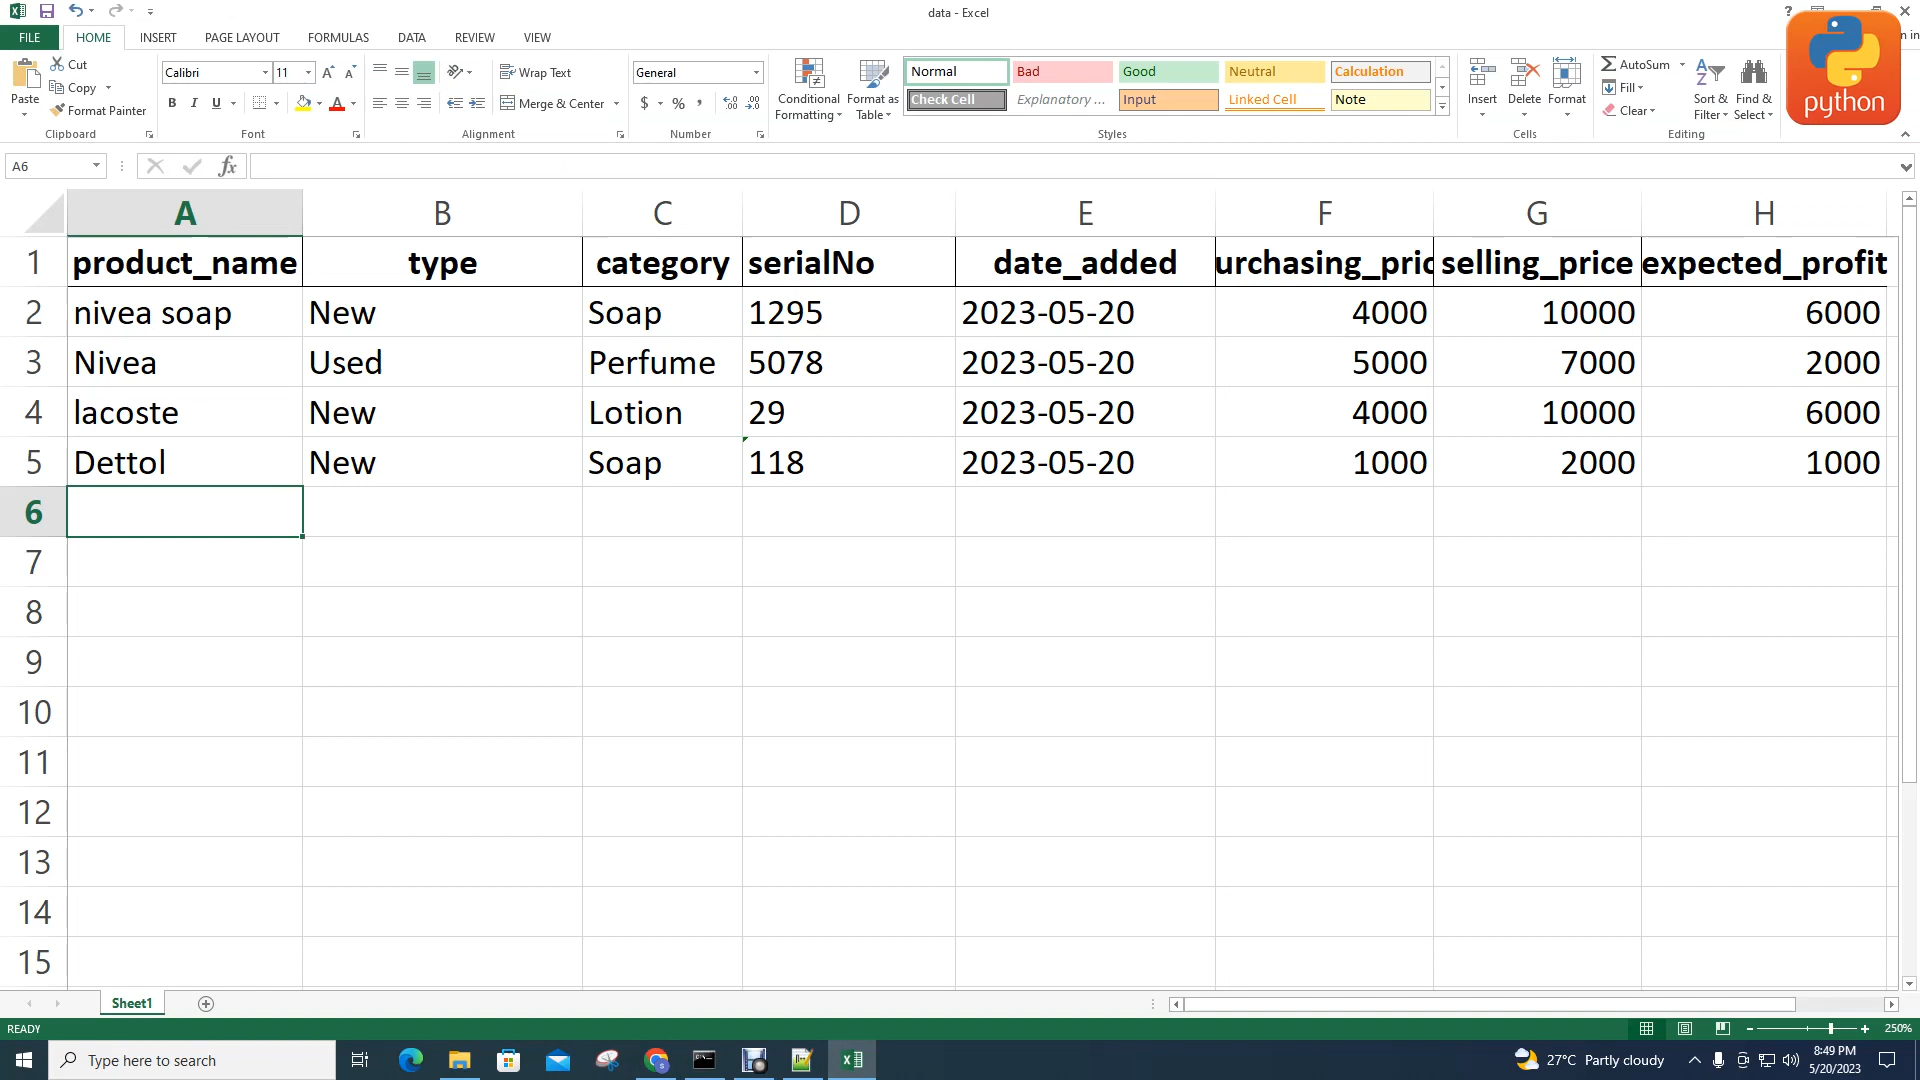 data - Excel
FILE HOME INSERT PAGE LAYOUT FORMULAS DATA REVIEW VIEW
Paste
Cut
Copy
Format Painter
Clipboard
Calibri 11
B I U
Font
Wrap Text
Merge & Center
Alignment
General
$ % ,
Number
Conditional Formatting
Format as Table
Normal Bad Good Neutral Calculation
Check Cell Explanatory ... Input Linked Cell Note
Styles
Insert Delete Format
Cells
AutoSum
Fill
Clear
Sort & Filter
Find & Select
Editing
python
A6
fx
A B C D E F G H
1 product_name type category serialNo date_added urchasing_pric selling_price expected_profit
2 nivea soap New Soap 1295 2023-05-20 4000 10000 6000
3 Nivea Used Perfume 5078 2023-05-20 5000 7000 2000
4 lacoste New Lotion 29 2023-05-20 4000 10000 6000
5 Dettol New Soap 118 2023-05-20 1000 2000 1000
6
7
8
9
10
11
12
13
14
15
Sheet1
READY
250%
Type here to search
27°C Partly cloudy
8:49 PM
5/20/2023